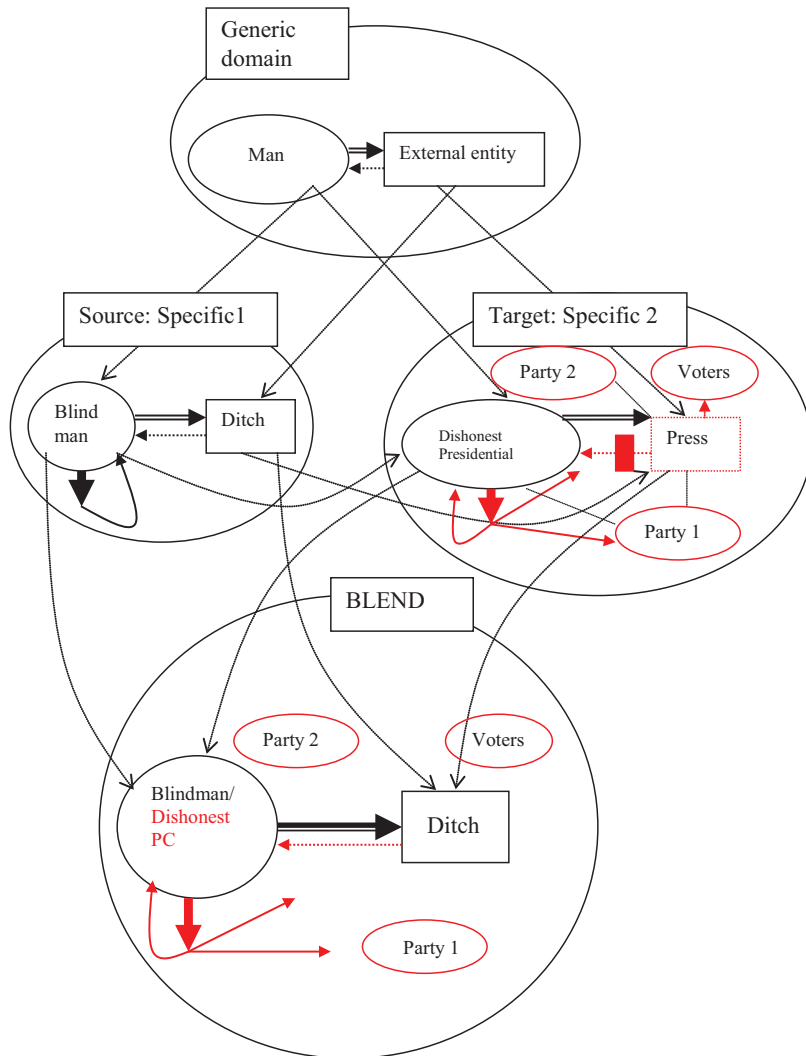 Generic
domain
Man
External entity
Source: Specific1
Target: Specific 2
Party 2
Voters
Blind
man
Ditch
Dishonest
Presidential
Press
Party 1
BLEND
Party 2
Voters
Blindman/
Dishonest
PC
Ditch
Party 1